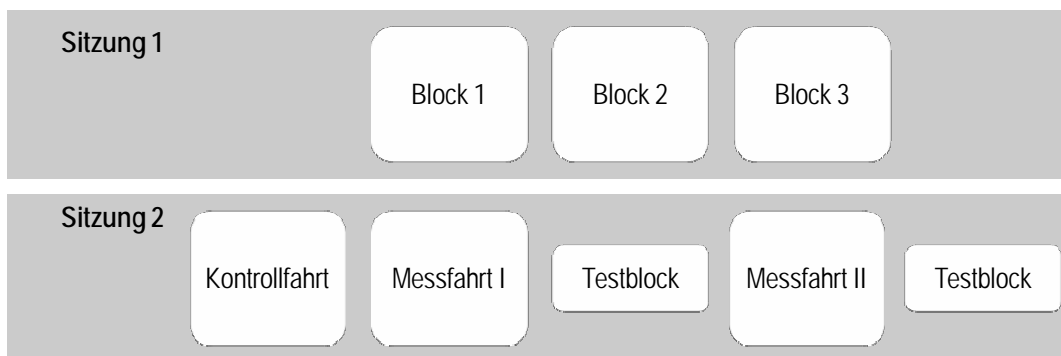 Sitzung 1
Block 1 Block 2 Block 3
Sitzung 2
Kontrollfahrt Messfahrt I Testblock Messfahrt II Testblock